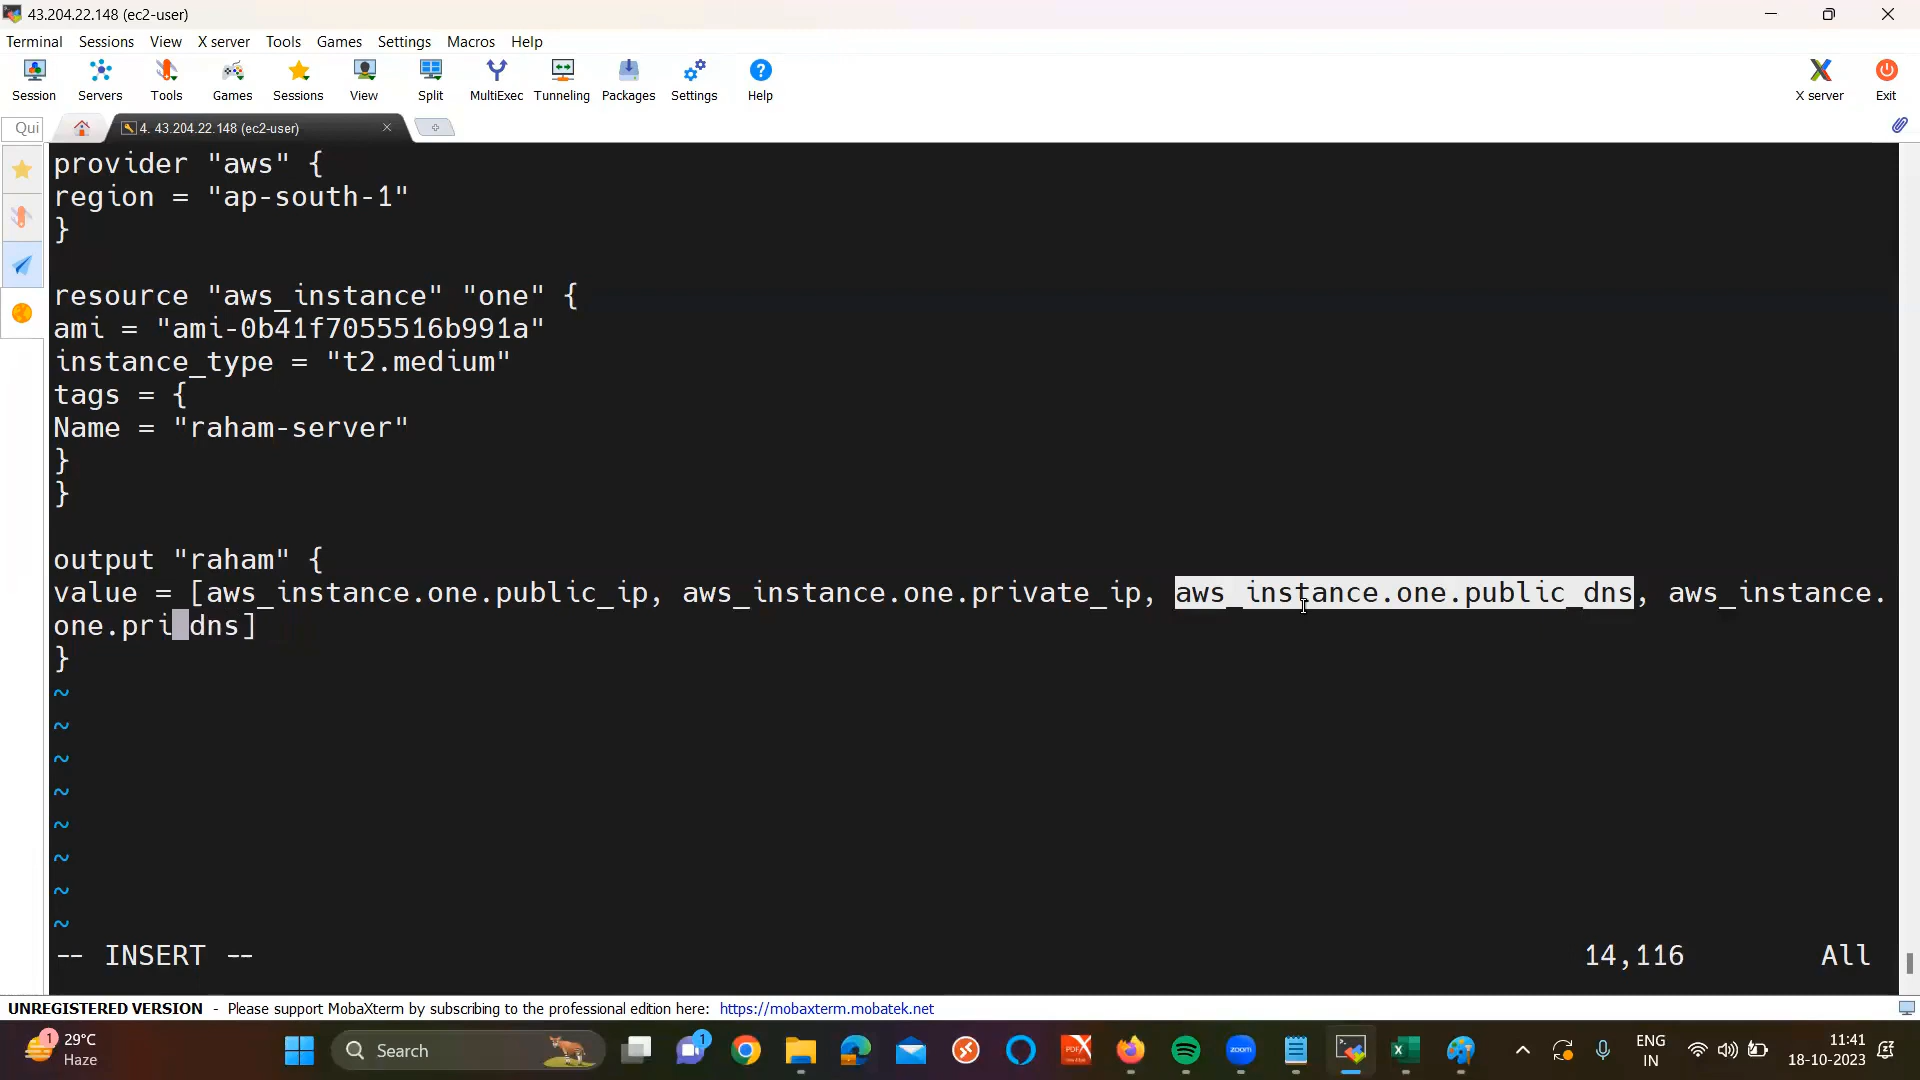 43.204.22.148 (ec2-user)
Terminal Sessions View X server Tools Games Settings Macros Help
Session Servers Tools Games Sessions View Split MultiExec Tunneling Packages Settings Help X server Exit
Qui 4. 43.204.22.148 (ec2-user)
provider "aws" {
region = "ap-south-1"
}
resource "aws_instance" "one" {
ami = "ami-0b41f7055516b991a"
instance_type = "t2.medium"
tags = {
Name = "raham-server"
}
}
output "raham" {
value = [aws_instance.one.public_ip, aws_instance.one.private_ip, aws_instance.one.public_dns, aws_instance.
one.pri_dns]
}
~
~
~
~
~
~
~
~
-- INSERT -- 14,116 All
UNREGISTERED VERSION - Please support MobaXterm by subscribing to the professional edition here: https://mobaxterm.mobatek.net
1 29°C
Haze
Search
1
zoom
ENG
IN
11:41
18-10-2023